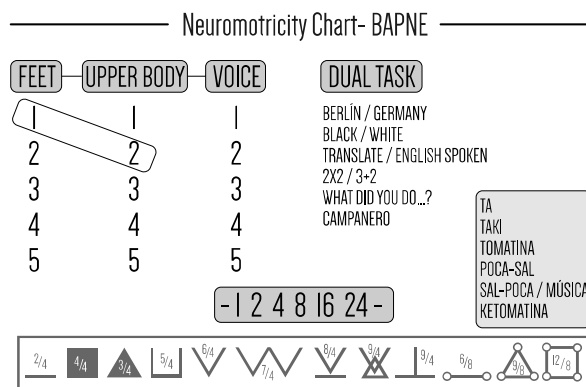 Neuromotricity Chart- BAPNE
FEET UPPER BODY VOICE DUAL TASK
1 1 1
2 2 2
3 3 3
4 4 4
5 5 5
BERLÍN / GERMANY
BLACK / WHITE
TRANSLATE / ENGLISH SPOKEN
2X2 / 3+2
WHAT DID YOU DO...?
CAMPANERO
TA
TAKI
TOMATINA
POCA-SAL
SAL-POCA / MÚSICA
KETOMATINA
- 1 2 4 8 16 24 -
2/4 4/4 3/4 5/4 6/4 7/4 8/4 9/4 9/4 6/8 9/8 12/8